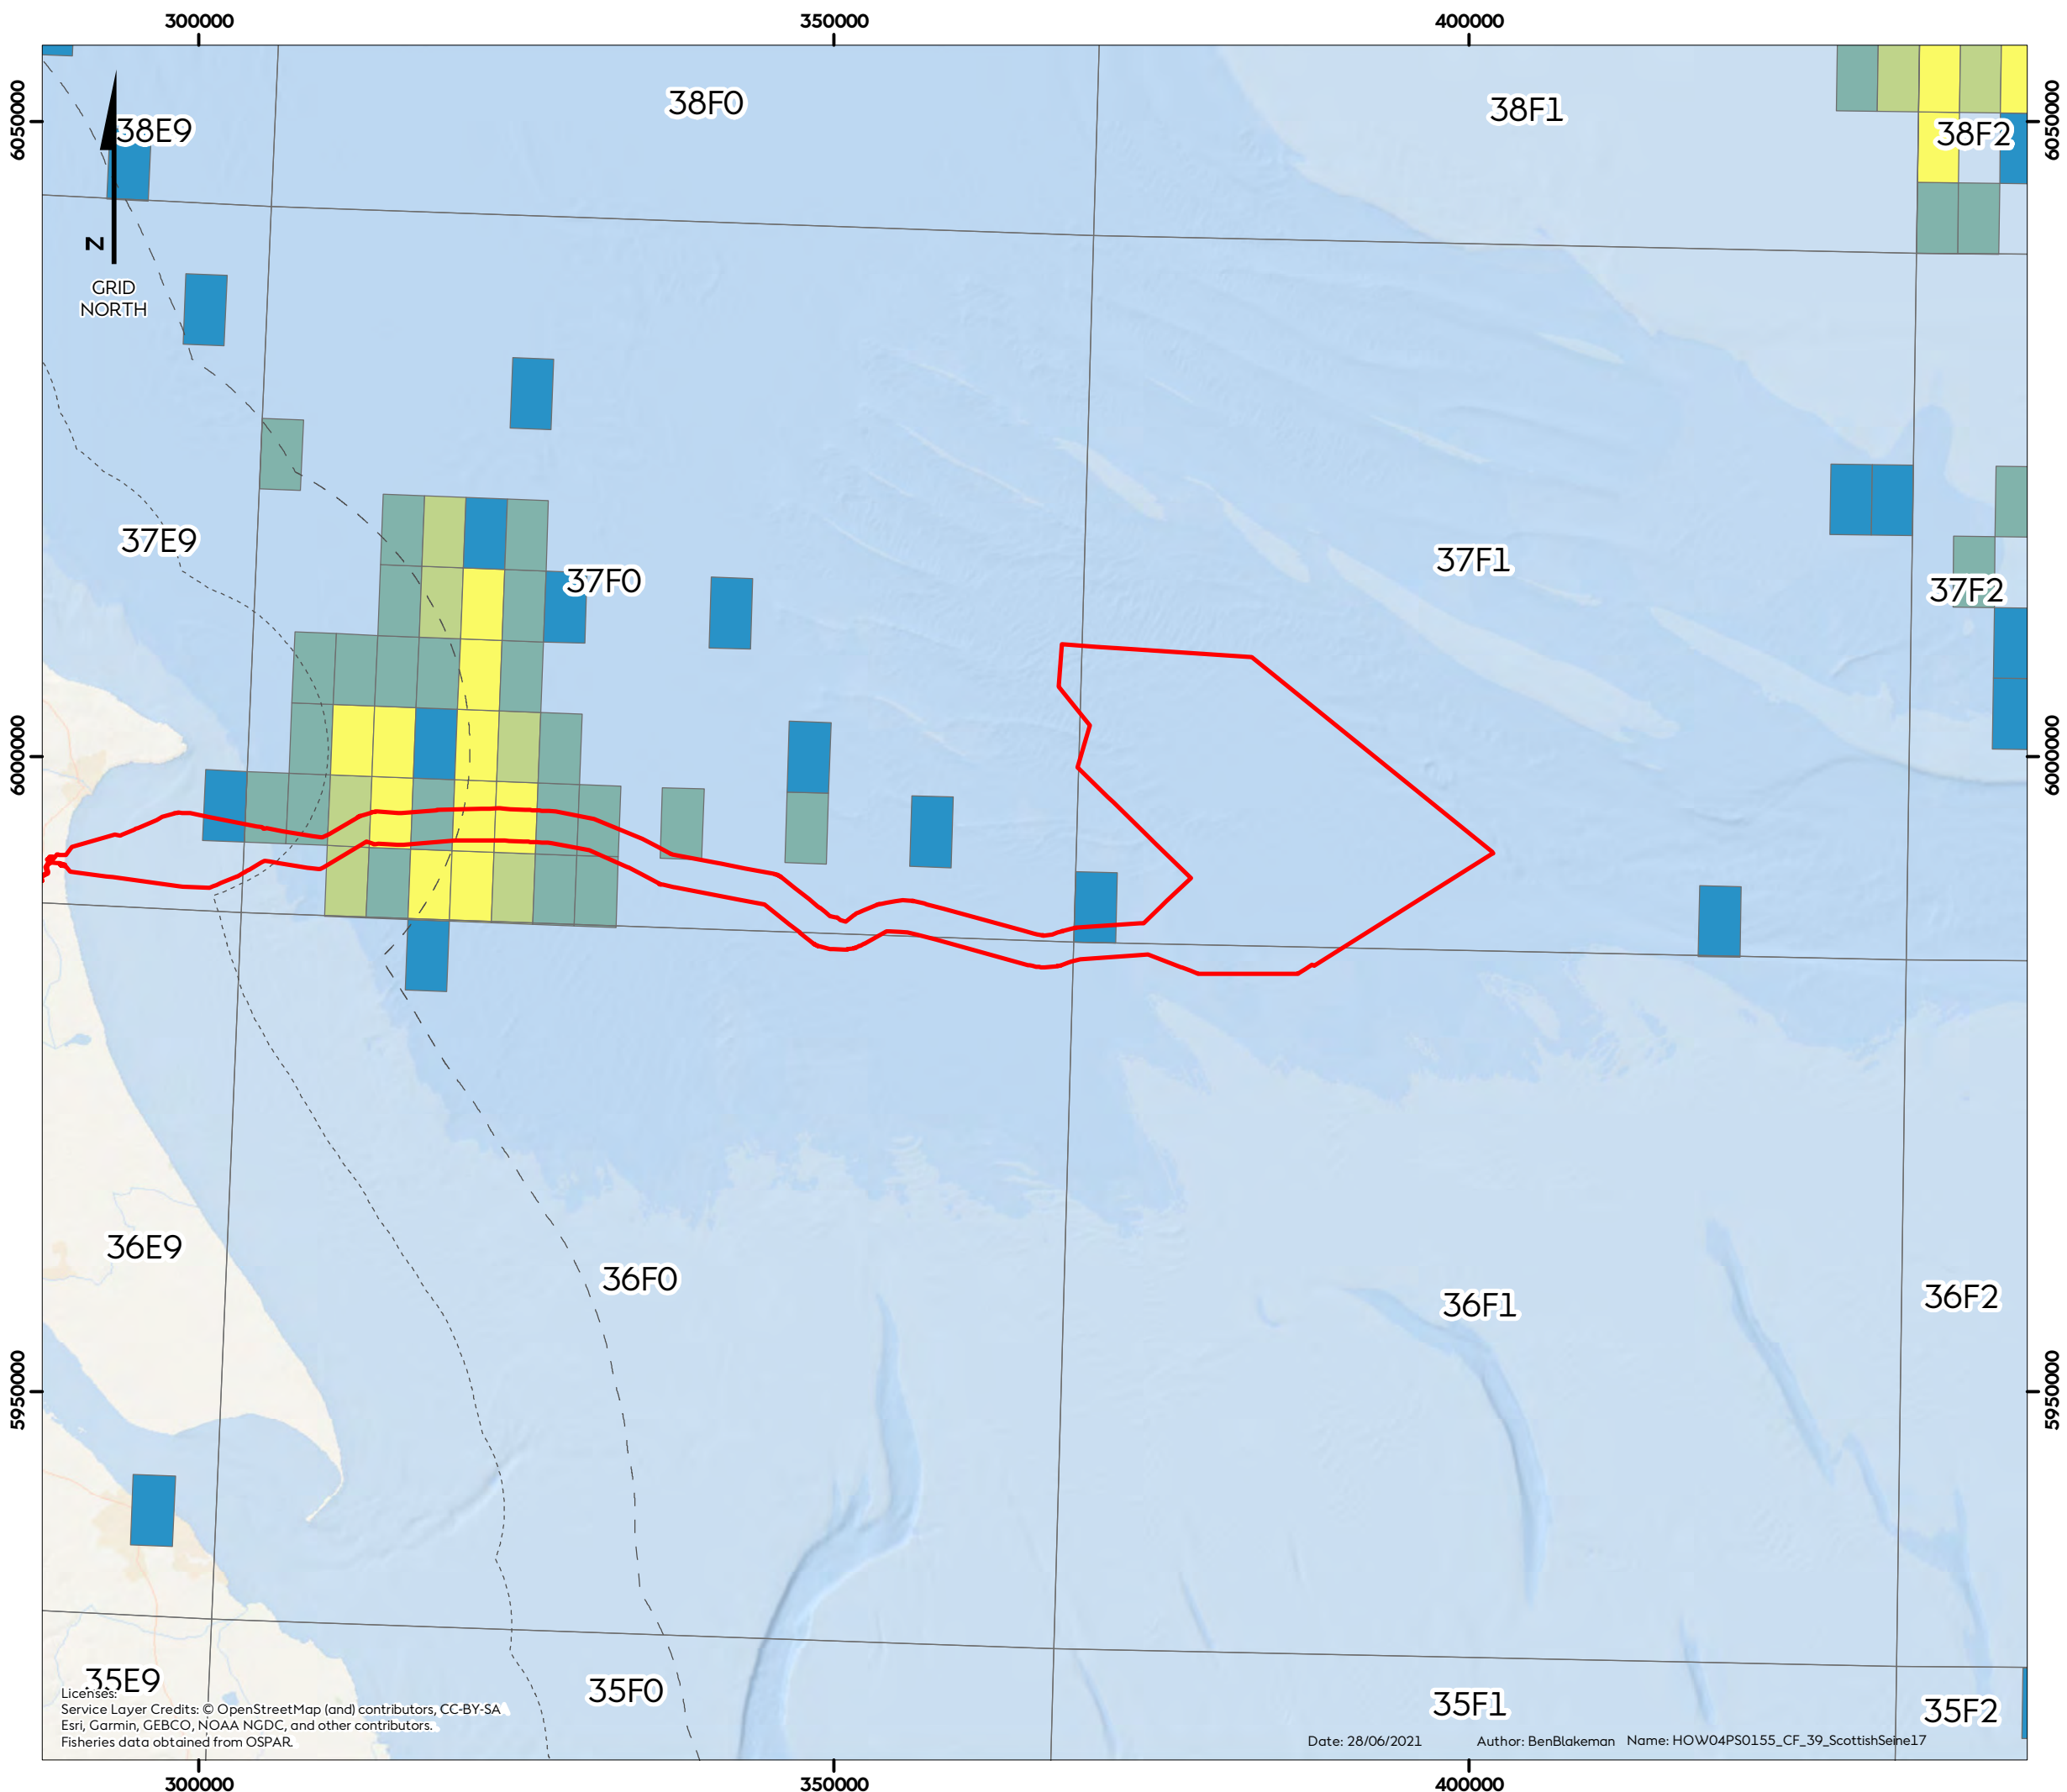 300000
350000
400000
6050000
6050000
38E9
38F0
38F1
38F2
N
GRID
NORTH
37E9
37F0
37F1
37F2
6000000
6000000
36E9
36F0
36F1
36F2
5950000
5950000
35E9
35F0
35F1
35F2
Licenses:
Service Layer Credits: © OpenStreetMap (and) contributors, CC-BY-SA
Esri, Garmin, GEBCO, NOAA NGDC, and other contributors.
Fisheries data obtained from OSPAR.
Date: 28/06/2021 Author: BenBlakeman Name: HOW04PS0155_CF_39_ScottishSeine17
300000
350000
400000